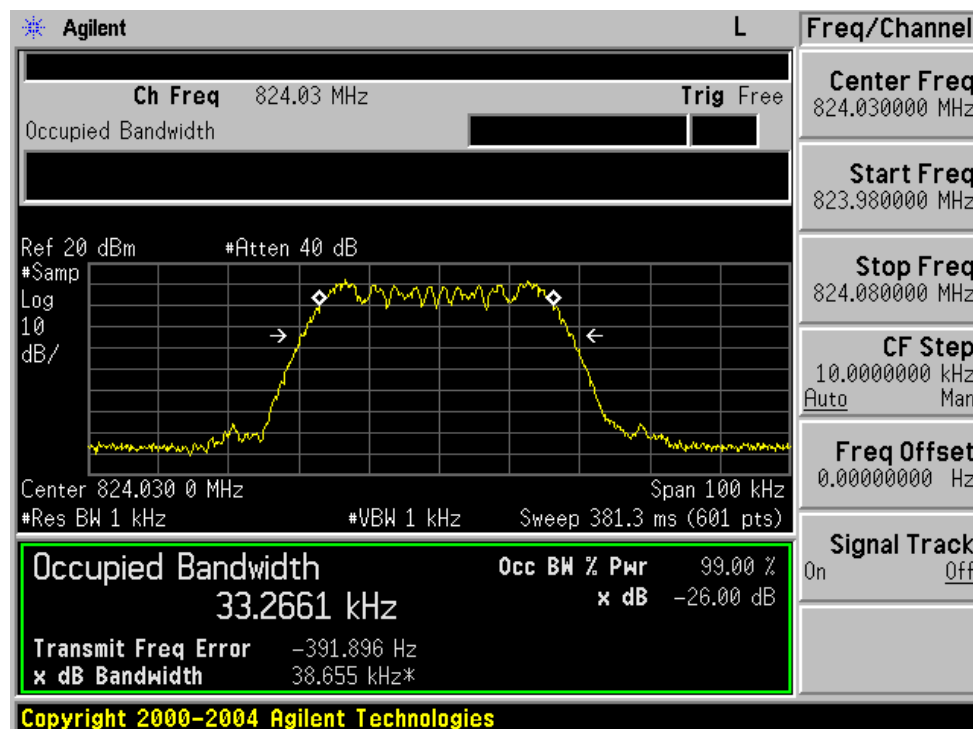 Agilent L Freq/Channel
Ch Freq 824.03 MHz Trig Free
Occupied Bandwidth
Center Freq
824.030000 MHz
Start Freq
823.980000 MHz
Stop Freq
824.080000 MHz
CF Step
10.0000000 kHz
Auto Man
Freq Offset
0.00000000 Hz
Signal Track
On Off
Ref 20 dBm #Atten 40 dB
#Samp
Log
10
dB/
Center 824.030 0 MHz Span 100 kHz
#Res BW 1 kHz #VBW 1 kHz Sweep 381.3 ms (601 pts)
Occupied Bandwidth Occ BW % Pwr 99.00 %
33.2661 kHz x dB -26.00 dB
Transmit Freq Error -391.896 Hz
x dB Bandwidth 38.655 kHz*
Copyright 2000-2004 Agilent Technologies